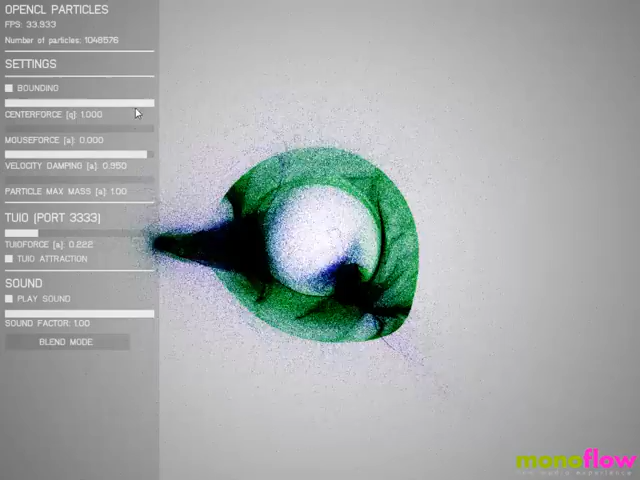 OPENCL PARTICLES
FPS: 33.933
Number of particles: 1048576
SETTINGS
BOUNDING
CENTERFORCE [q]: 1.000
MOUSEFORCE [a]: 0.000
VELOCITY DAMPING [a]: 0.950
PARTICLE MAX MASS [a]: 1.00
TUIO (PORT 3333)
TUIOFORCE [a]: 0.222
TUIO ATTRACTION
SOUND
PLAY SOUND
SOUND FACTOR: 1.00
BLEND MODE
monoflow
media experience